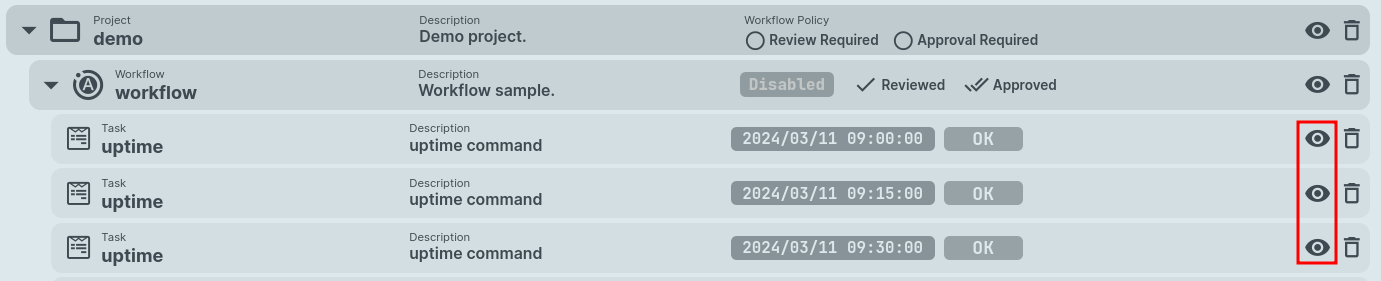 Project Description Workflow Policy
demo Demo project. Review Required Approval Required
Workflow Description
workflow Workflow sample. Disabled Reviewed Approved
Task Description
uptime uptime command 2024/03/11 09:00:00 OK
Task Description
uptime uptime command 2024/03/11 09:15:00 OK
Task Description
uptime uptime command 2024/03/11 09:30:00 OK